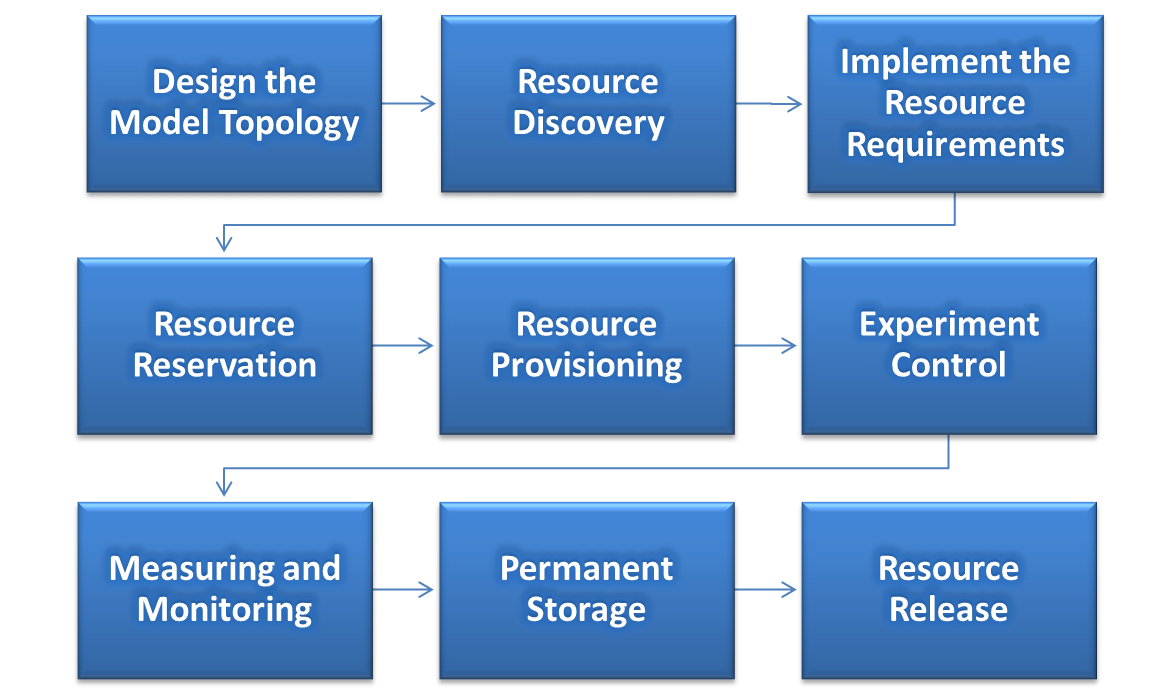 Design the
Model Topology
Resource
Discovery
Implement the
Resource
Requirements
Resource
Reservation
Resource
Provisioning
Experiment
Control
Measuring and
Monitoring
Permanent
Storage
Resource
Release